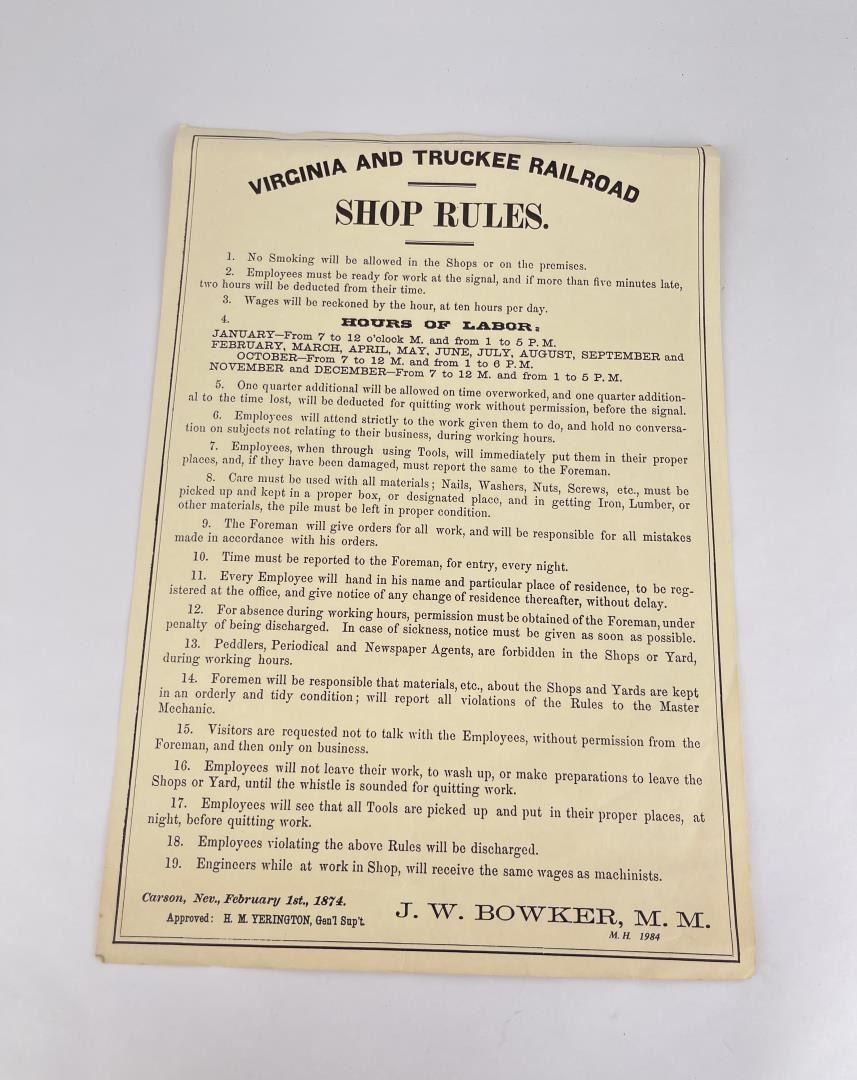 VIRGINIA AND TRUCKEE RAILROAD
SHOP RULES.
1. No Smoking will be allowed in the Shops or on the premises.
2. Employees must be ready for work at the signal, and if more than five minutes late,
two hours will be deducted from their time.
3. Wages will be reckoned by the hour, at ten hours per day.
4. HOURS OF LABOR:
JANUARY—From 7 to 12 o'clock M. and from 1 to 5 P. M.
FEBRUARY, MARCH, APRIL, MAY, JUNE, JULY, AUGUST, SEPTEMBER and
OCTOBER—From 7 to 12 M. and from 1 to 6 P. M.
NOVEMBER and DECEMBER—From 7 to 12 M. and from 1 to 5 P. M.
5. One quarter additional will be allowed on time overworked, and one quarter addition-
al to the time lost, will be deducted for quitting work without permission, before the signal.
6. Employees will attend strictly to the work given them to do, and hold no conversa-
tion on subjects not relating to their business, during working hours.
7. Employees, when through using Tools, will immediately put them in their proper
places, and, if they have been damaged, must report the same to the Foreman.
8. Care must be used with all materials; Nails, Washers, Nuts, Screws, etc., must be
picked up and kept in a proper box, or designated place, and in getting Iron, Lumber, or
other materials, the pile must be left in proper condition.
9. The Foreman will give orders for all work, and will be responsible for all mistakes
made in accordance with his orders.
10. Time must be reported to the Foreman, for entry, every night.
11. Every Employee will hand in his name and particular place of residence, to be reg-
istered at the office, and give notice of any change of residence thereafter, without delay.
12. For absence during working hours, permission must be obtained of the Foreman, under
penalty of being discharged. In case of sickness, notice must be given as soon as possible.
13. Peddlers, Periodical and Newspaper Agents, are forbidden in the Shops or Yard,
during working hours.
14. Foremen will be responsible that materials, etc., about the Shops and Yards are kept
in an orderly and tidy condition; will report all violations of the Rules to the Master
Mechanic.
15. Visitors are requested not to talk with the Employees, without permission from the
Foreman, and then only on business.
16. Employees will not leave their work, to wash up, or make preparations to leave the
Shops or Yard, until the whistle is sounded for quitting work.
17. Employees will see that all Tools are picked up and put in their proper places, at
night, before quitting work.
18. Employees violating the above Rules will be discharged.
19. Engineers while at work in Shop, will receive the same wages as machinists.
Carson, Nev., February 1st., 1874.
Approved: H. M. YERINGTON, Gen'l Sup't.
J. W. BOWKER, M. M.
M. H. 1984